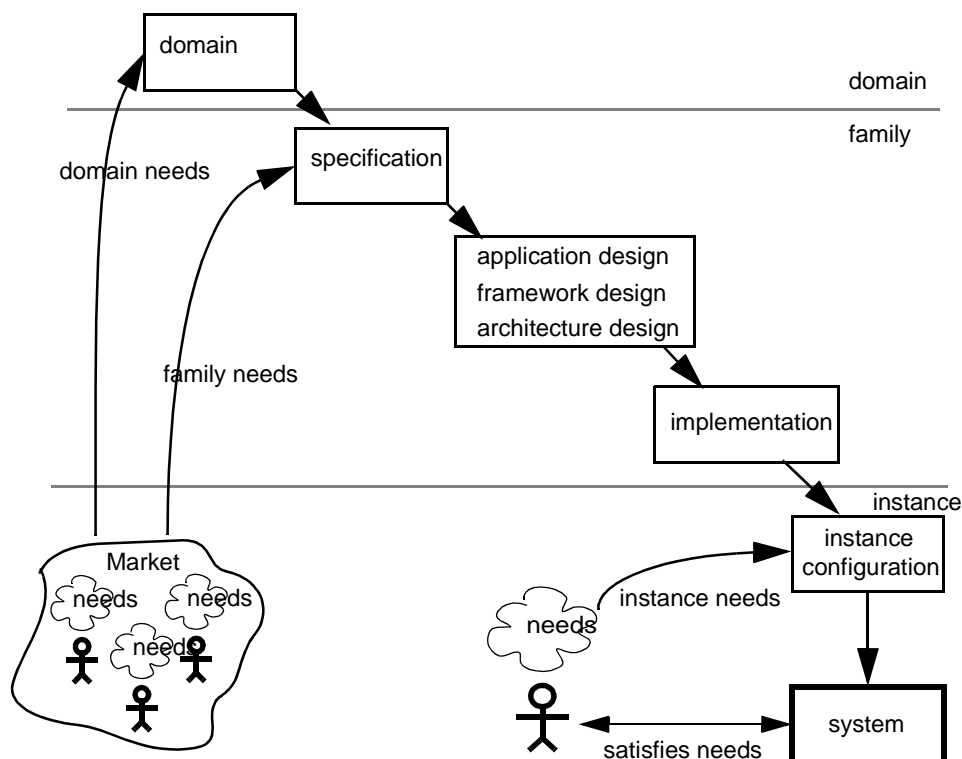 domain
domain
family
specification
domain needs
application design
framework design
architecture design
family needs
implementation
instance
instance
configuration
Market
needs
needs
needs
instance needs
needs
system
satisfies needs